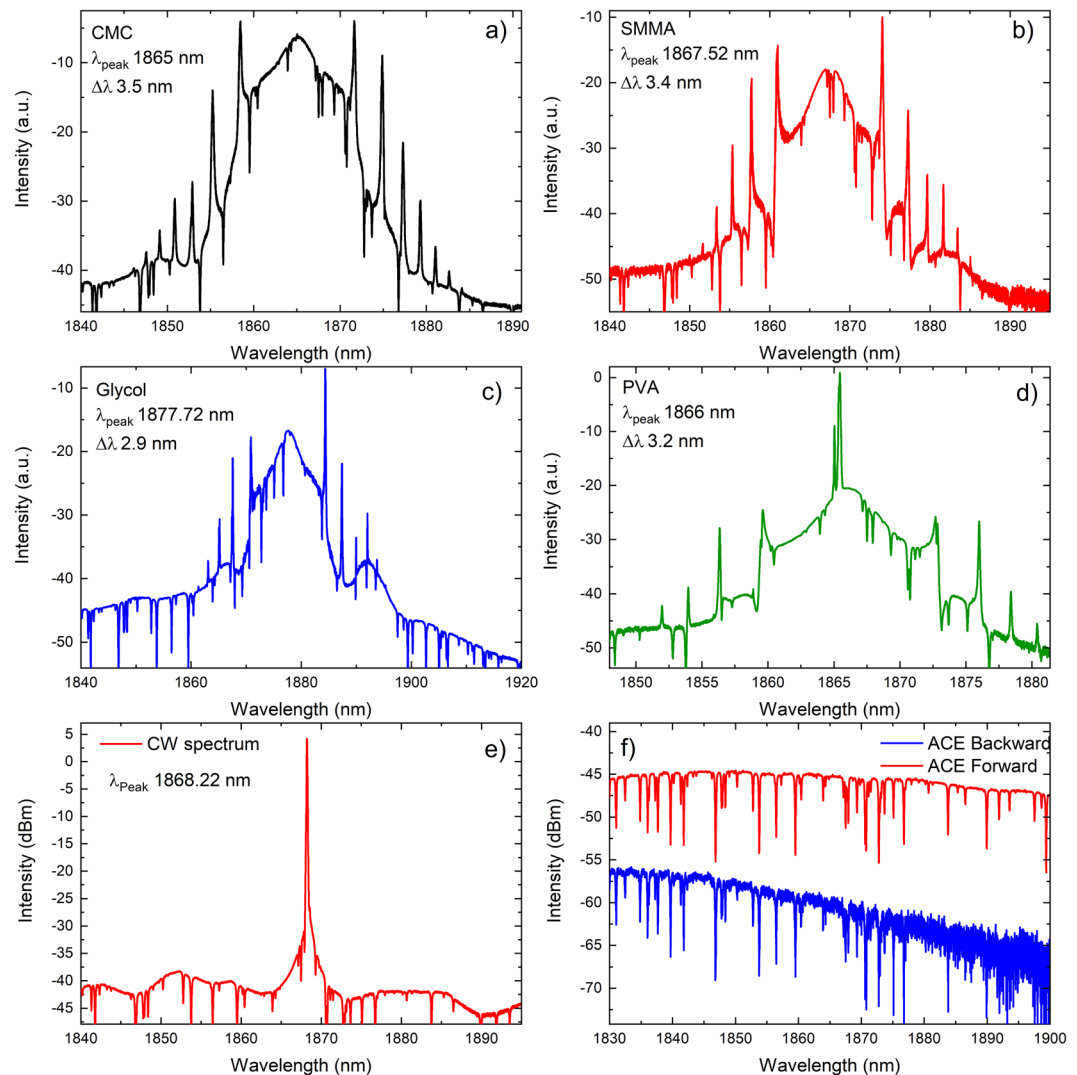 a)
CMC
λpeak 1865 nm
Δλ 3.5 nm
Intensity (a.u.)
-10
-20
-30
-40
1840 1850 1860 1870 1880 1890
Wavelength (nm)
b)
SMMA
λpeak 1867.52 nm
Δλ 3.4 nm
Intensity (a.u.)
-10
-20
-30
-40
-50
1840 1850 1860 1870 1880 1890
Wavelength (nm)
c)
Glycol
λpeak 1877.72 nm
Δλ 2.9 nm
Intensity (a.u.)
-10
-20
-30
-40
-50
1840 1860 1880 1900 1920
Wavelength (nm)
d)
PVA
λpeak 1866 nm
Δλ 3.2 nm
Intensity (a.u.)
0
-10
-20
-30
-40
-50
1850 1855 1860 1865 1870 1875 1880
Wavelength (nm)
e)
CW spectrum
λPeak 1868.22 nm
Intensity (dBm)
5
0
-5
-10
-15
-20
-25
-30
-35
-40
-45
1840 1850 1860 1870 1880 1890
Wavelength (nm)
f)
ACE Backward
ACE Forward
Intensity (dBm)
-40
-45
-50
-55
-60
-65
-70
1830 1840 1850 1860 1870 1880 1890 1900
Wavelength (nm)